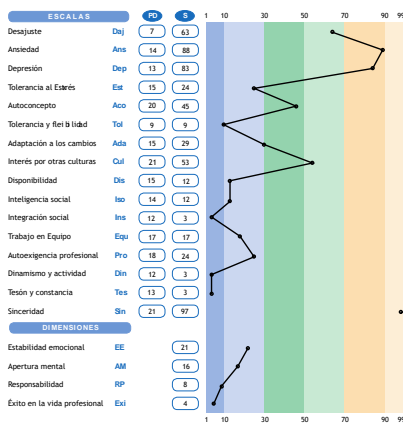 ESCALAS PD S 1 10 30 50 70 90 99
Desajuste Daj 7 63
Ansiedad Ans 14 88
Depresión Dep 13 83
Tolerancia al Estrés Est 15 24
Autoconcepto Aco 20 45
Tolerancia y flexibilidad Tol 9 9
Adaptación a los cambios Ada 15 29
Interés por otras culturas Cul 21 53
Disponibilidad Dis 15 12
Inteligencia social Iso 14 12
Integración social Ins 12 3
Trabajo en Equipo Equ 17 17
Autoexigencia profesional Pro 18 24
Dinamismo y actividad Din 12 3
Tesón y constancia Tes 13 3
Sinceridad Sin 21 97
DIMENSIONES
Estabilidad emocional EE 21
Apertura mental AM 16
Responsabilidad RP 8
Éxito en la vida profesional Exi 4
1 10 30 50 70 90 99